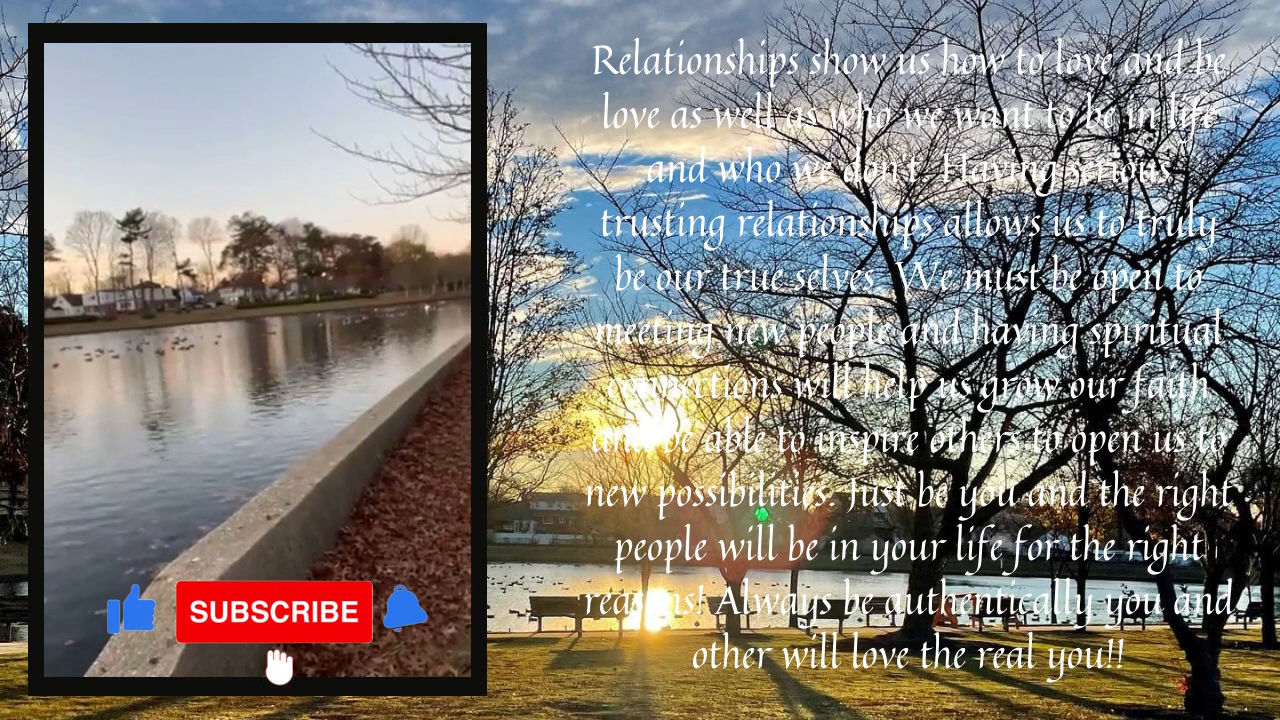 Relationships show us how to love and be
love as well as who we want to be in life
and who we don't. Having serious
trusting relationships allows us to truly
be our true selves. We must be open to
meeting new people and having spiritual
connections will help us grow our faith
and be able to inspire others to open us to
new possibilities. Just be you and the right
people will be in your life for the right
reasons! Always be authentically you and
other will love the real you!!
SUBSCRIBE